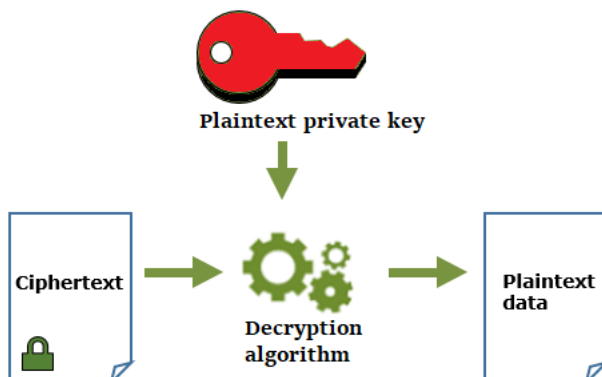 Plaintext private key
Ciphertext
Decryption
algorithm
Plaintext
data